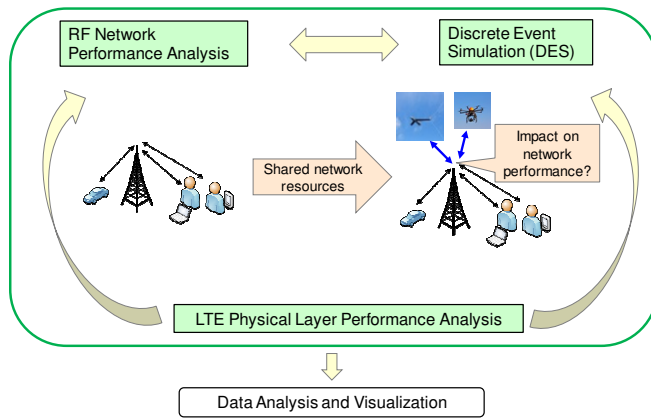 RF Network
Performance Analysis
Discrete Event
Simulation (DES)
Shared network
resources
Impact on
network
performance?
LTE Physical Layer Performance Analysis
Data Analysis and Visualization